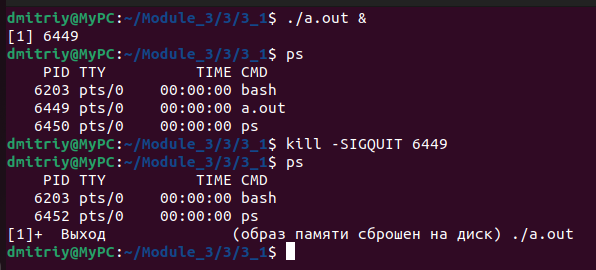 dmitriy@MyPC:~/Module_3/3/3_1$ ./a.out &
[1] 6449
dmitriy@MyPC:~/Module_3/3/3_1$ ps
    PID TTY          TIME CMD
   6203 pts/0    00:00:00 bash
   6449 pts/0    00:00:00 a.out
   6450 pts/0    00:00:00 ps
dmitriy@MyPC:~/Module_3/3/3_1$ kill -SIGQUIT 6449
dmitriy@MyPC:~/Module_3/3/3_1$ ps
    PID TTY          TIME CMD
   6203 pts/0    00:00:00 bash
   6452 pts/0    00:00:00 ps
[1]+  Выход              (образ памяти сброшен на диск) ./a.out
dmitriy@MyPC:~/Module_3/3/3_1$